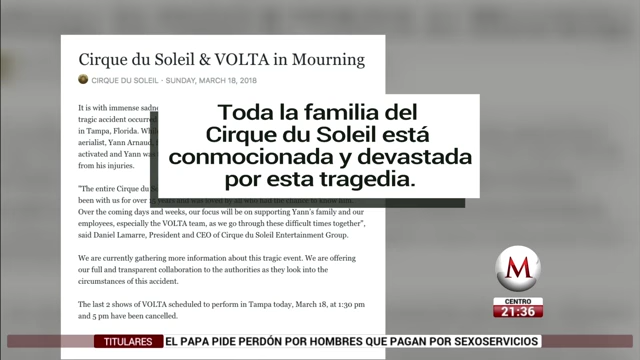 Cirque du Soleil & VOLTA in Mourning
CIRQUE DU SOLEIL - SUNDAY, MARCH 18, 2018
It is with immense
tragic accident occurred
in Tampa, Florida.
aerialist, Yann Arnaud,
activated and Yann
from his injuries.
Toda la familia del
Cirque du Soleil está
conmocionada y devastada
por esta tragedia.
"The entire Cirque du
been with us for
Over the coming days and weeks, our focus will be on supporting Yann's family and our
employees, especially the VOLTA team, as we go through these difficult times together",
said Daniel Lamarre, President and CEO of Cirque du Soleil Entertainment Group.
We are currently gathering more information about this tragic event. We are offering
our full and transparent collaboration to the authorities as they look into the
circumstances of this accident.
The last 2 shows of VOLTA scheduled to perform in Tampa today, March 18, at 1:30 pm
and 5 pm have been cancelled.
M
CENTRO
21:36
TITULARES EL PAPA PIDE PERDÓN POR HOMBRES QUE PAGAN POR SEXOSERVICIOS